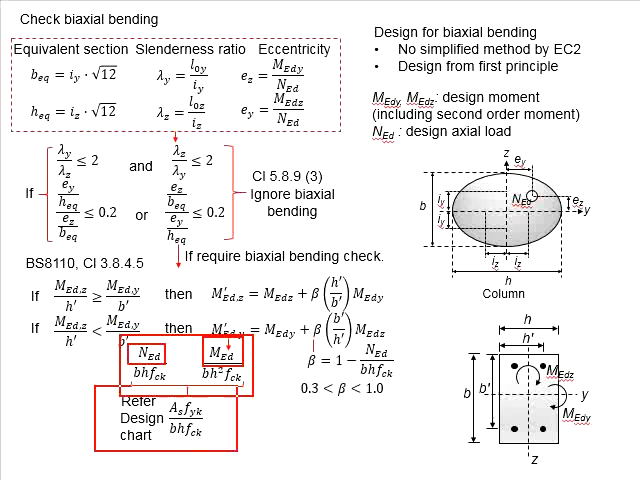 Check biaxial bending
Equivalent section Slenderness ratio Eccentricity
b_eq = i_y · √12 λ_y = l_0y / i_y e_z = M_Edy / N_Ed
h_eq = i_z · √12 λ_z = l_0z / i_z e_y = M_Edz / N_Ed
If λ_y / λ_z ≤ 2 and λ_z / λ_y ≤ 2
(e_y / h_eq) / (e_z / b_eq) ≤ 0.2 or (e_z / b_eq) / (e_y / h_eq) ≤ 0.2
Cl 5.8.9 (3)
Ignore biaxial
bending
If require biaxial bending check.
BS8110, Cl 3.8.4.5
If M_Ed,z / h′ ≥ M_Ed,y / b′ then M′_Ed,z = M_Edz + β (h′ / b′) M_Edy
If M_Ed,z / h′ < M_Ed,y / b′ then M′_Ed,y = M_Edy + β (b′ / h′) M_Edz
N_Ed / bhf_ck M_Ed / bh²f_ck
β = 1 − N_Ed / bhf_ck
0.3 < β < 1.0
Refer
Design
chart
A_s f_yk / bhf_ck
Design for biaxial bending
• No simplified method by EC2
• Design from first principle
M_Edy, M_Edz: design moment
(including second order moment)
N_Ed : design axial load
z
e_y
b
i_y
i_y
N_Ed
e_z
y
i_z
i_z
h
Column
h
h'
b
b'
M_Edz
y
M_Edy
z